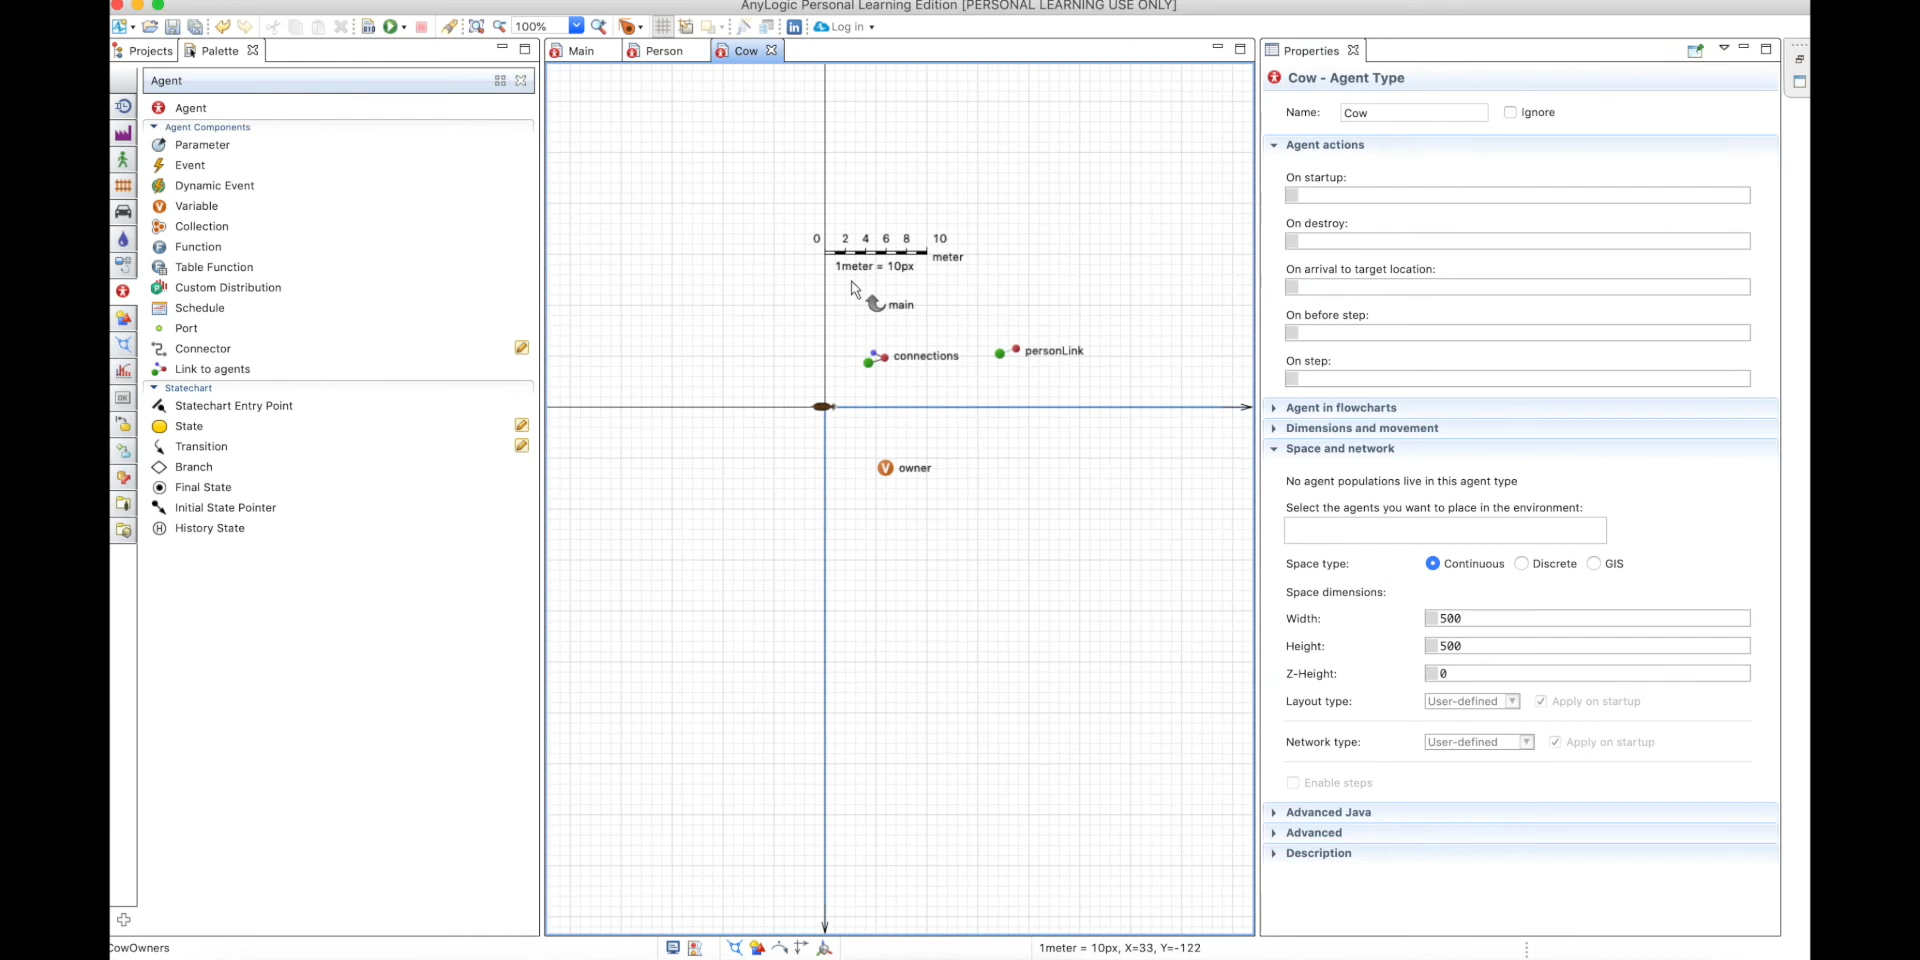 AnyLogic Personal Learning Edition [PERSONAL LEARNING USE ONLY]
100%
Log in
Projects
Palette
Main
Person
Cow
Properties
Agent
Agent
Agent Components
Parameter
Event
Dynamic Event
Variable
Collection
Function
Table Function
Custom Distribution
Schedule
Port
Connector
Link to agents
Statechart
Statechart Entry Point
State
Transition
Branch
Final State
Initial State Pointer
History State
0 2 4 6 8 10
meter
1meter = 10px
main
connections
personLink
owner
Cow - Agent Type
Name: Cow Ignore
Agent actions
On startup:
On destroy:
On arrival to target location:
On before step:
On step:
Agent in flowcharts
Dimensions and movement
Space and network
No agent populations live in this agent type
Select the agents you want to place in the environment:
Space type: Continuous Discrete GIS
Space dimensions:
Width: 500
Height: 500
Z-Height: 0
Layout type: User-defined Apply on startup
Network type: User-defined Apply on startup
Enable steps
Advanced Java
Advanced
Description
CowOwners
1meter = 10px, X=33, Y=-122